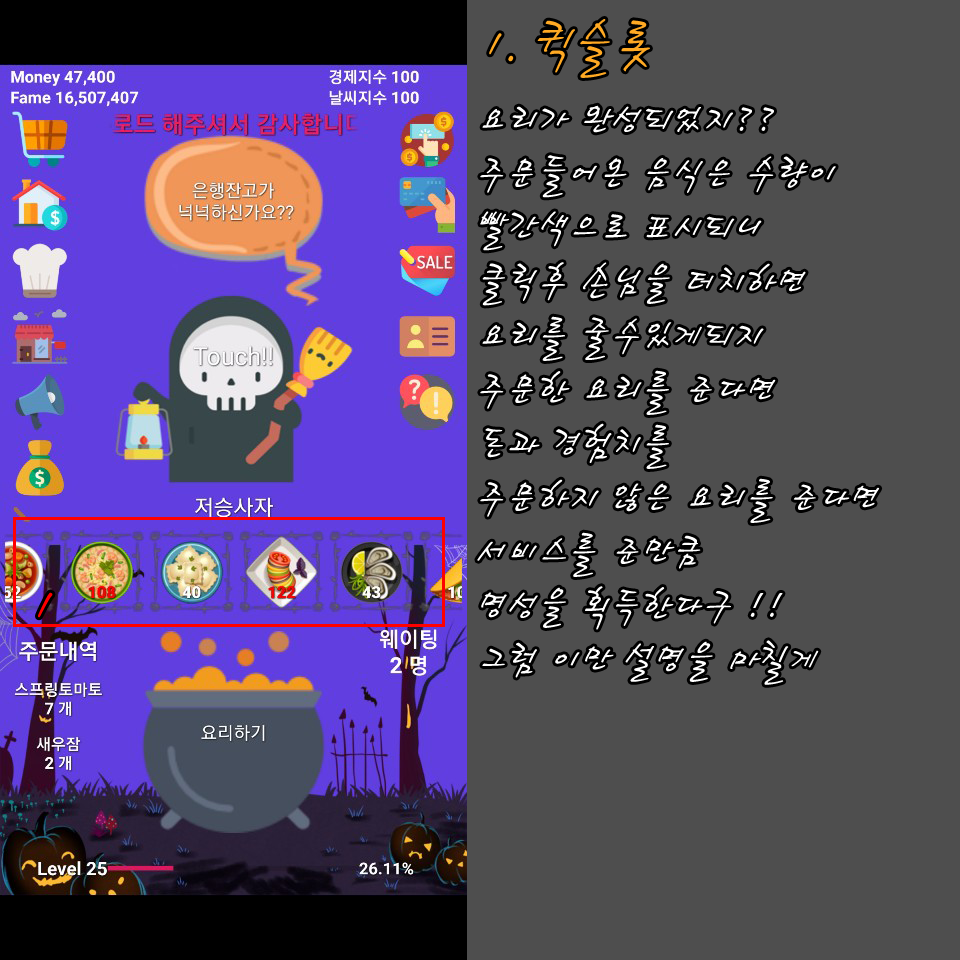 Money 47,400
경제지수 100
Fame 16,507,407
날씨지수 100
로드 해주셔서 감사합니다
은행잔고가
넉넉하신가요??
SALE
Touch!!
저승사자
52
108
40
122
43
10
1
주문내역
스프링토마토
7 개
새우잠
2 개
웨이팅
2 명
요리하기
Level 25
26.11%
1. 퀵슬롯
요리가 완성되었지??
주문들어온 음식은 수량이
빨간색으로 표시되니
클릭후 손님을 터치하면
요리를 줄수있게되지
주문한 요리를 준다면
돈과 경험치를
주문하지 않은 요리를 준다면
서비스를 준만큼
명성을 획득한다구 !!
그럼 이만 설명을 마칠게